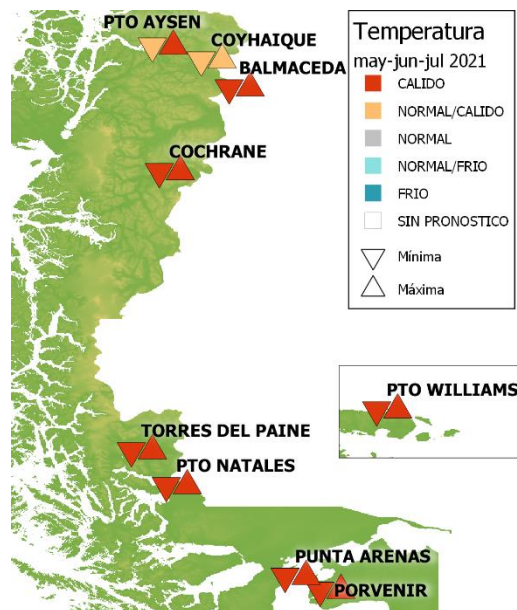 PTO AYSEN
COYHAIQUE
BALMACEDA
COCHRANE
TORRES DEL PAINE
PTO NATALES
PUNTA ARENAS
PORVENIR
PTO WILLIAMS
Temperatura
may-jun-jul 2021
CALIDO
NORMAL/CALIDO
NORMAL
NORMAL/FRIO
FRIO
SIN PRONOSTICO
Mínima
Máxima